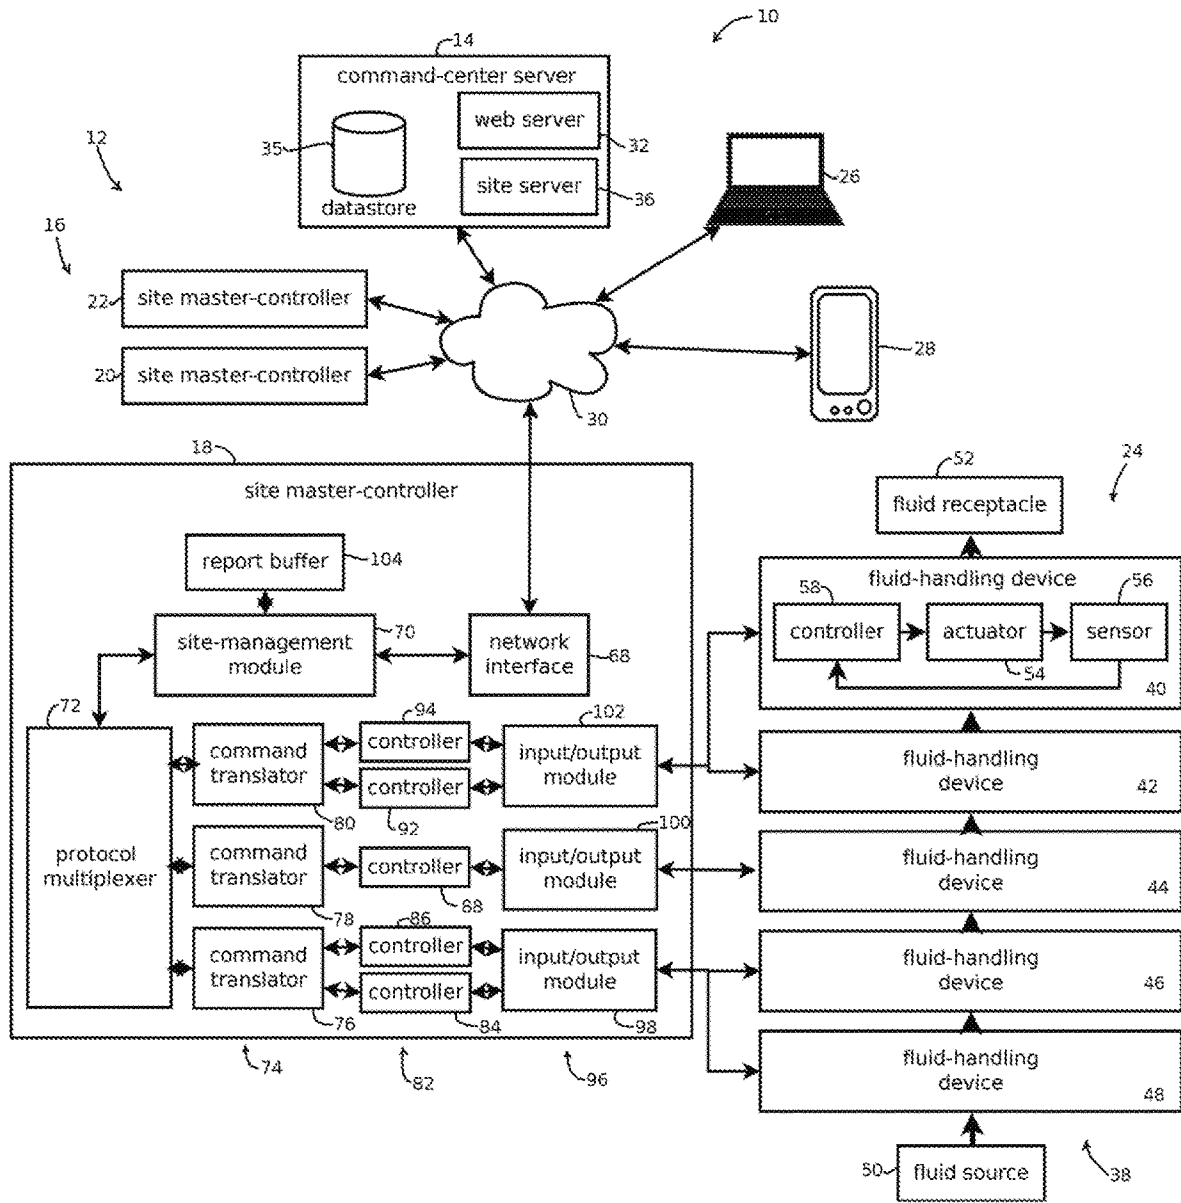 10
14
command-center server
web server
32
35
datastore
site server
36
12
16
26
22
site master-controller
20
site master-controller
28
30
18
site master-controller
52
fluid receptacle
24
report buffer
104
fluid-handling device
58
56
controller
actuator
sensor
54
40
site-management
module
70
network
interface
68
72
protocol
multiplexer
command
translator
80
94
controller
controller
92
102
input/output
module
fluid-handling
device
42
command
translator
78
controller
88
100
input/output
module
fluid-handling
device
44
command
translator
76
86
controller
controller
84
input/output
module
98
fluid-handling
device
46
fluid-handling
device
48
74
82
96
50
fluid source
38